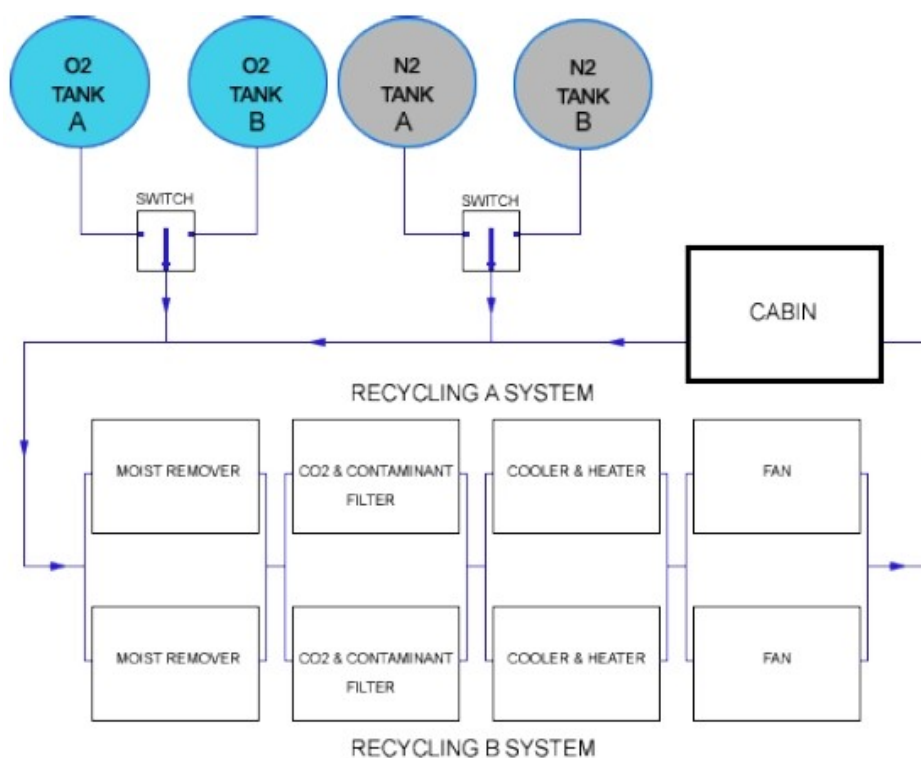 O2
TANK
A
O2
TANK
B
N2
TANK
A
N2
TANK
B
SWITCH
SWITCH
CABIN
RECYCLING A SYSTEM
MOIST REMOVER
CO2 & CONTAMINANT
FILTER
COOLER & HEATER
FAN
MOIST REMOVER
CO2 & CONTAMINANT
FILTER
COOLER & HEATER
FAN
RECYCLING B SYSTEM